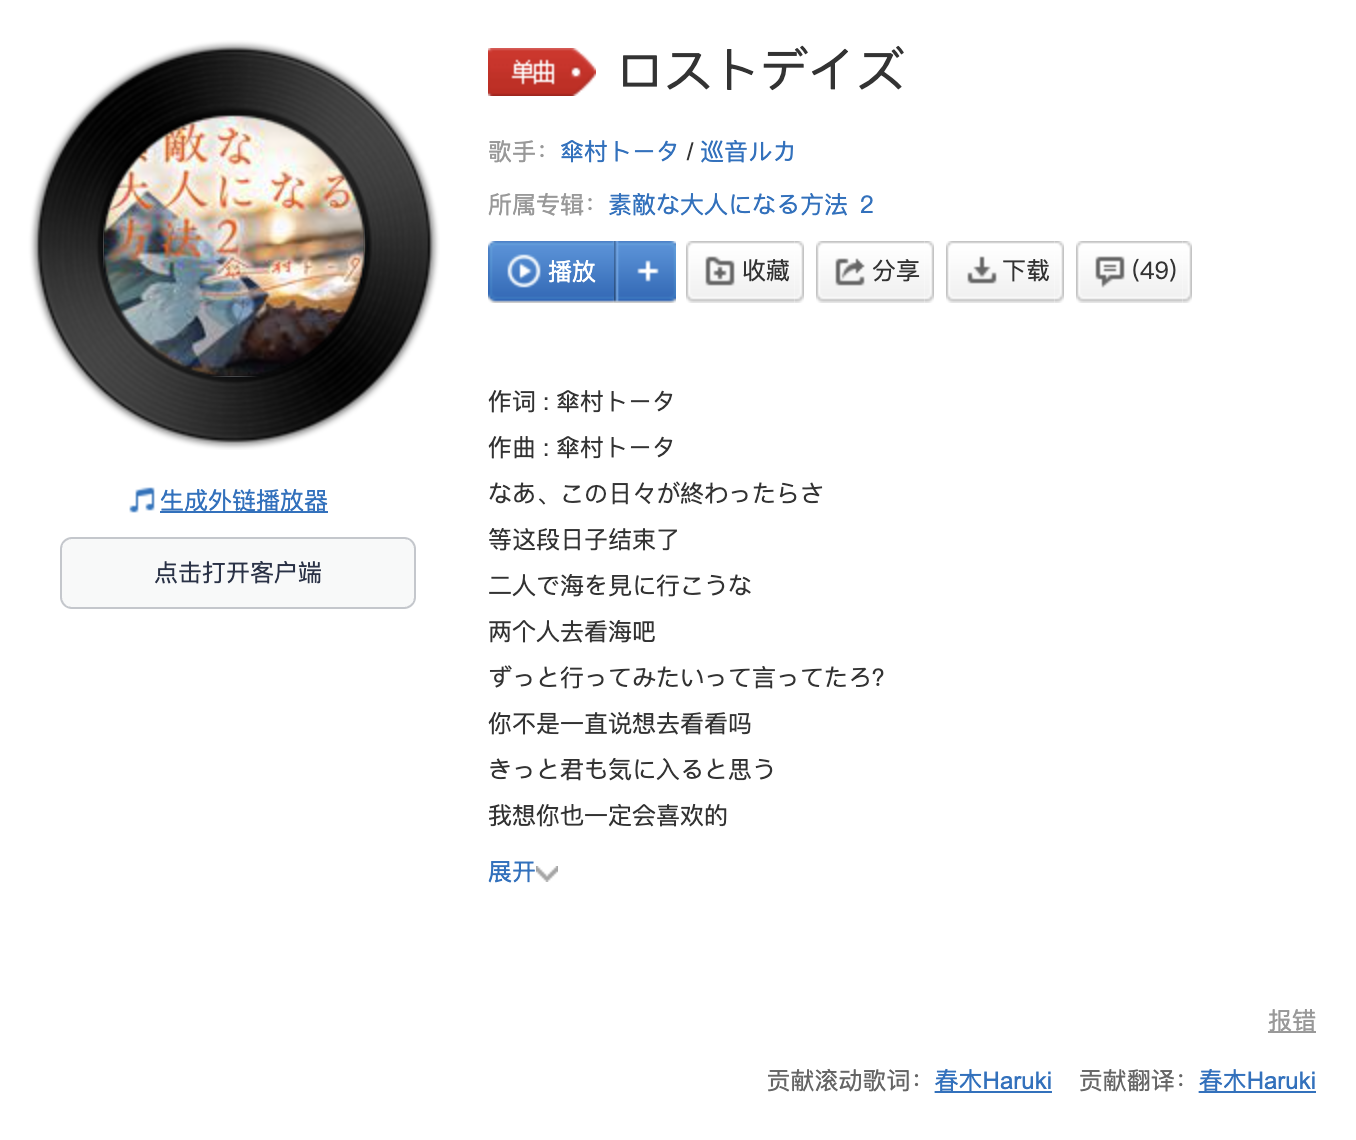 单曲
ロストデイズ
歌手：傘村トータ / 巡音ルカ
所属专辑：素敵な大人になる方法 2
播放 + 收藏 分享 下载 (49)
敵な
大人になる
方法2
傘村トータ
生成外链播放器
点击打开客户端
作词 : 傘村トータ
作曲 : 傘村トータ
なあ、この日々が終わったらさ
等这段日子结束了
二人で海を見に行こうな
两个人去看海吧
ずっと行ってみたいって言ってたろ?
你不是一直说想去看看吗
きっと君も気に入ると思う
我想你也一定会喜欢的
展开
报错
贡献滚动歌词：春木Haruki 贡献翻译：春木Haruki